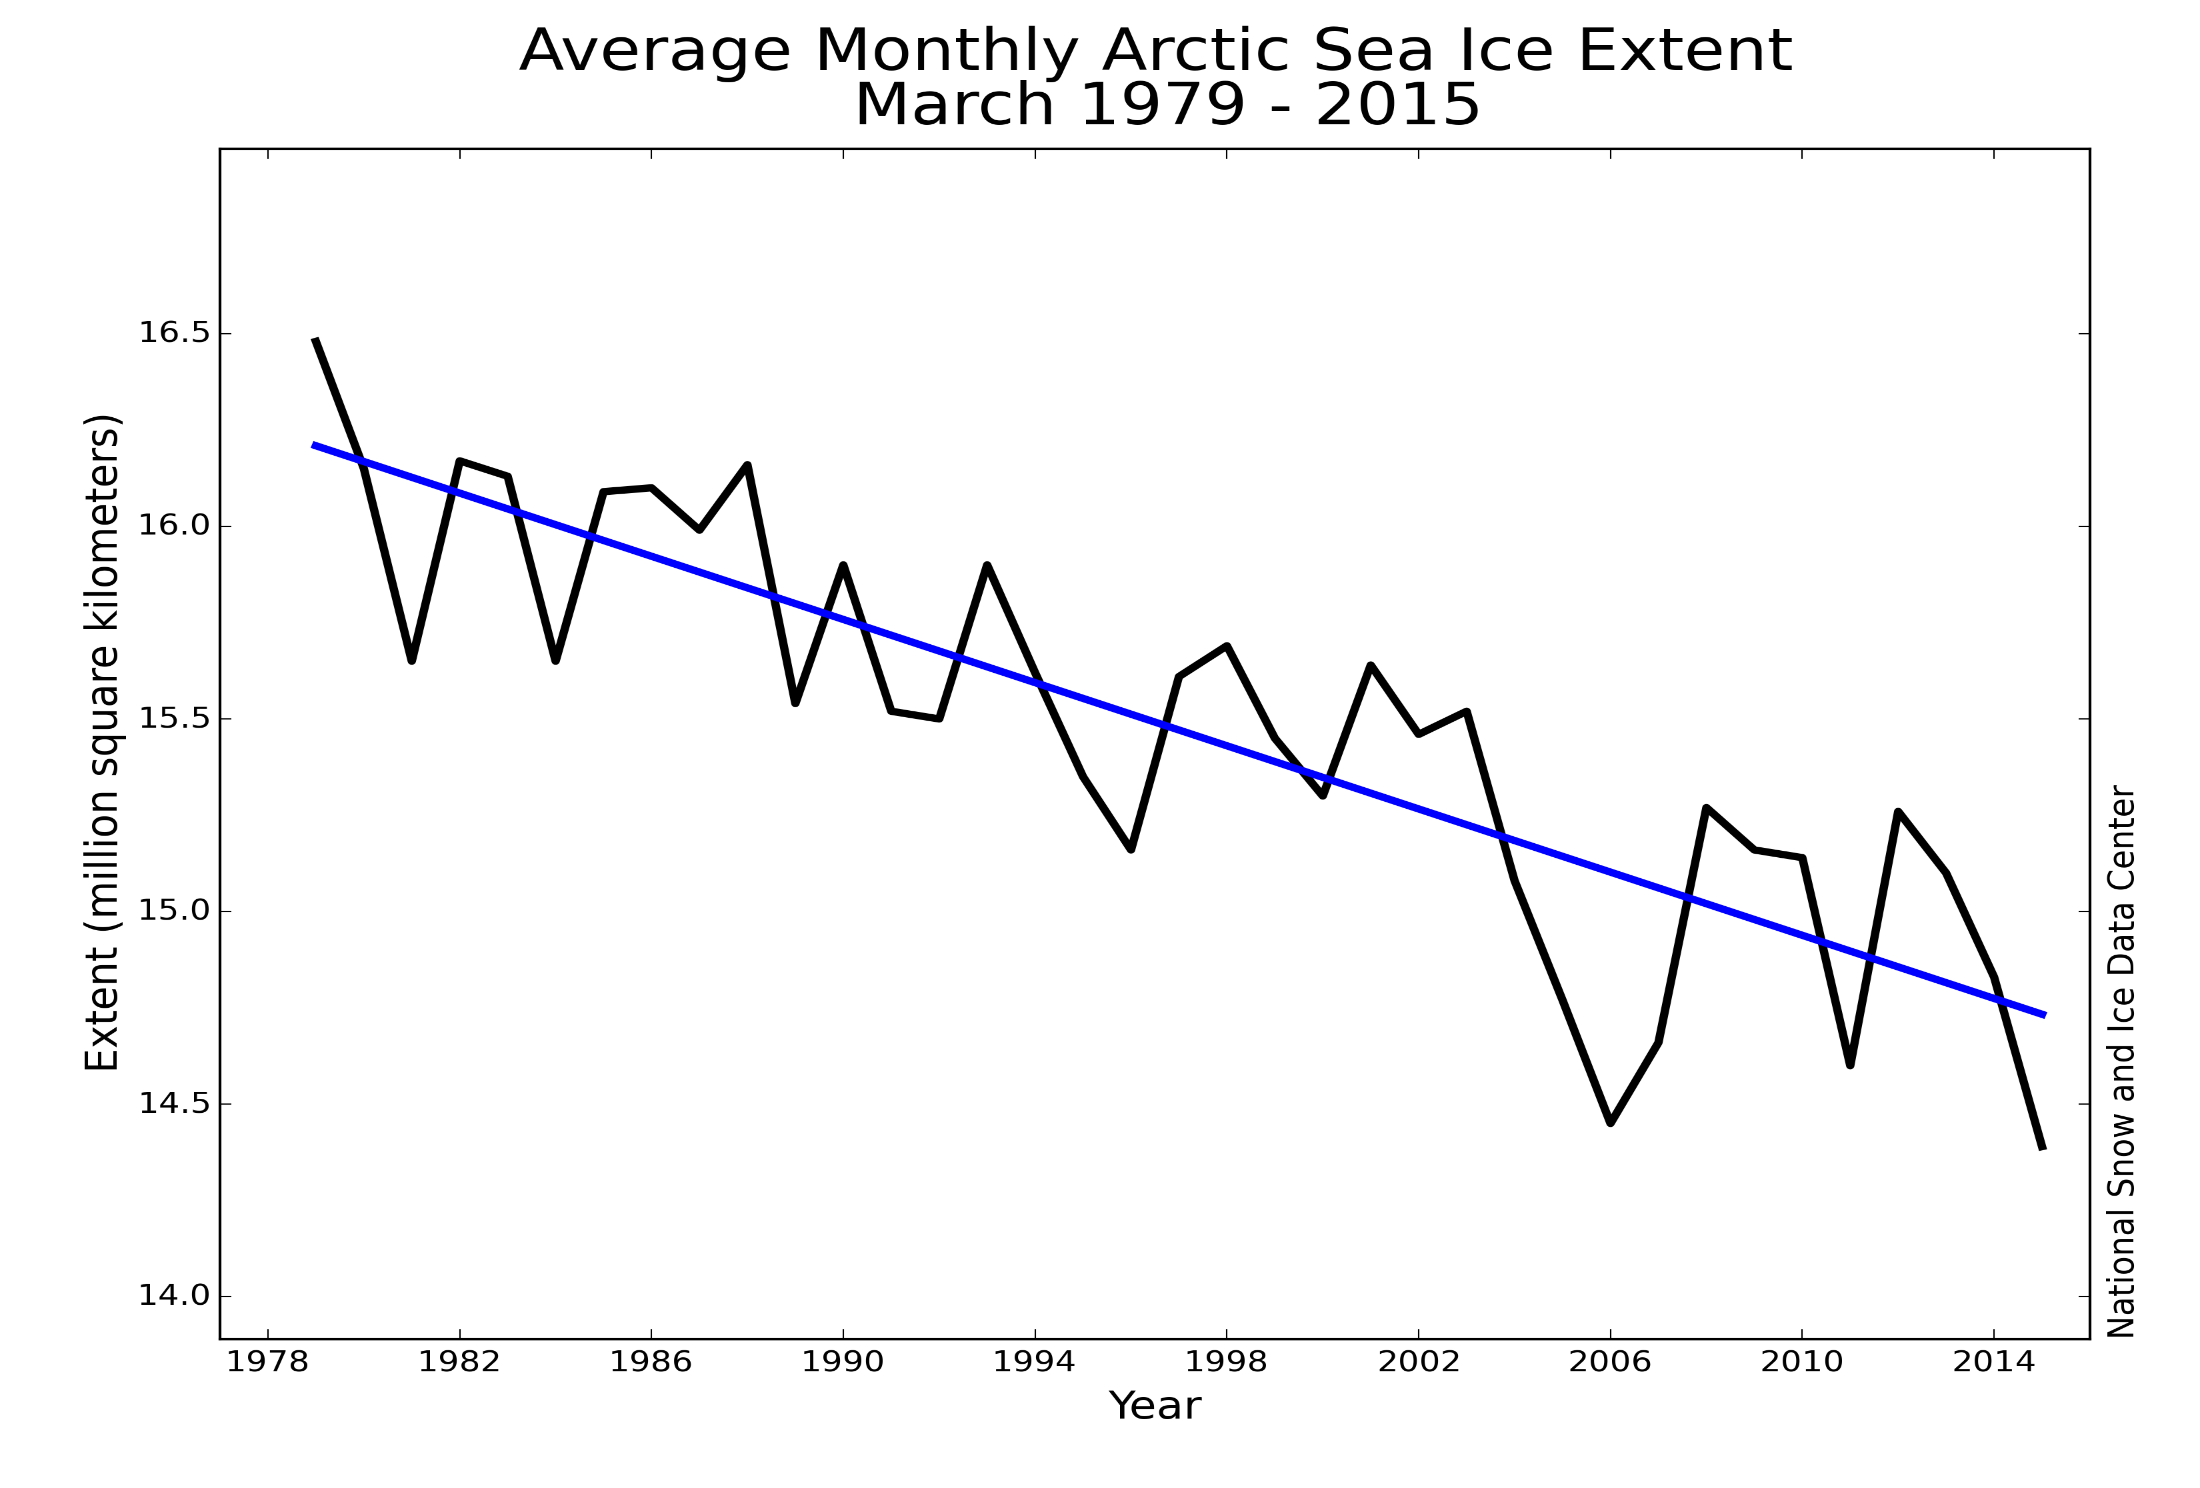 Average Monthly Arctic Sea Ice Extent
March 1979 - 2015
Extent (million square kilometers)
16.5
16.0
15.5
15.0
14.5
14.0
1978 1982 1986 1990 1994 1998 2002 2006 2010 2014
Year
National Snow and Ice Data Center